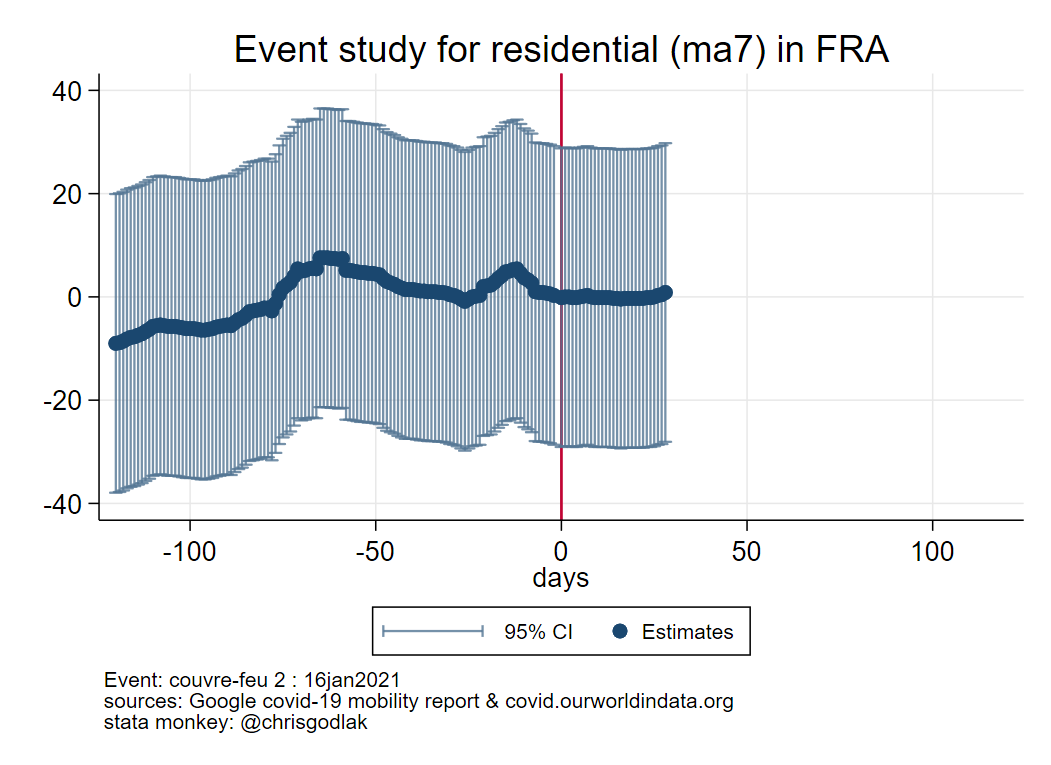 Event study for residential (ma7) in FRA
40
20
0
-20
-40
-100 -50 0 50 100
days
95% CI Estimates
Event: couvre-feu 2 : 16jan2021
sources: Google covid-19 mobility report & covid.ourworldindata.org
stata monkey: @chrisgodlak